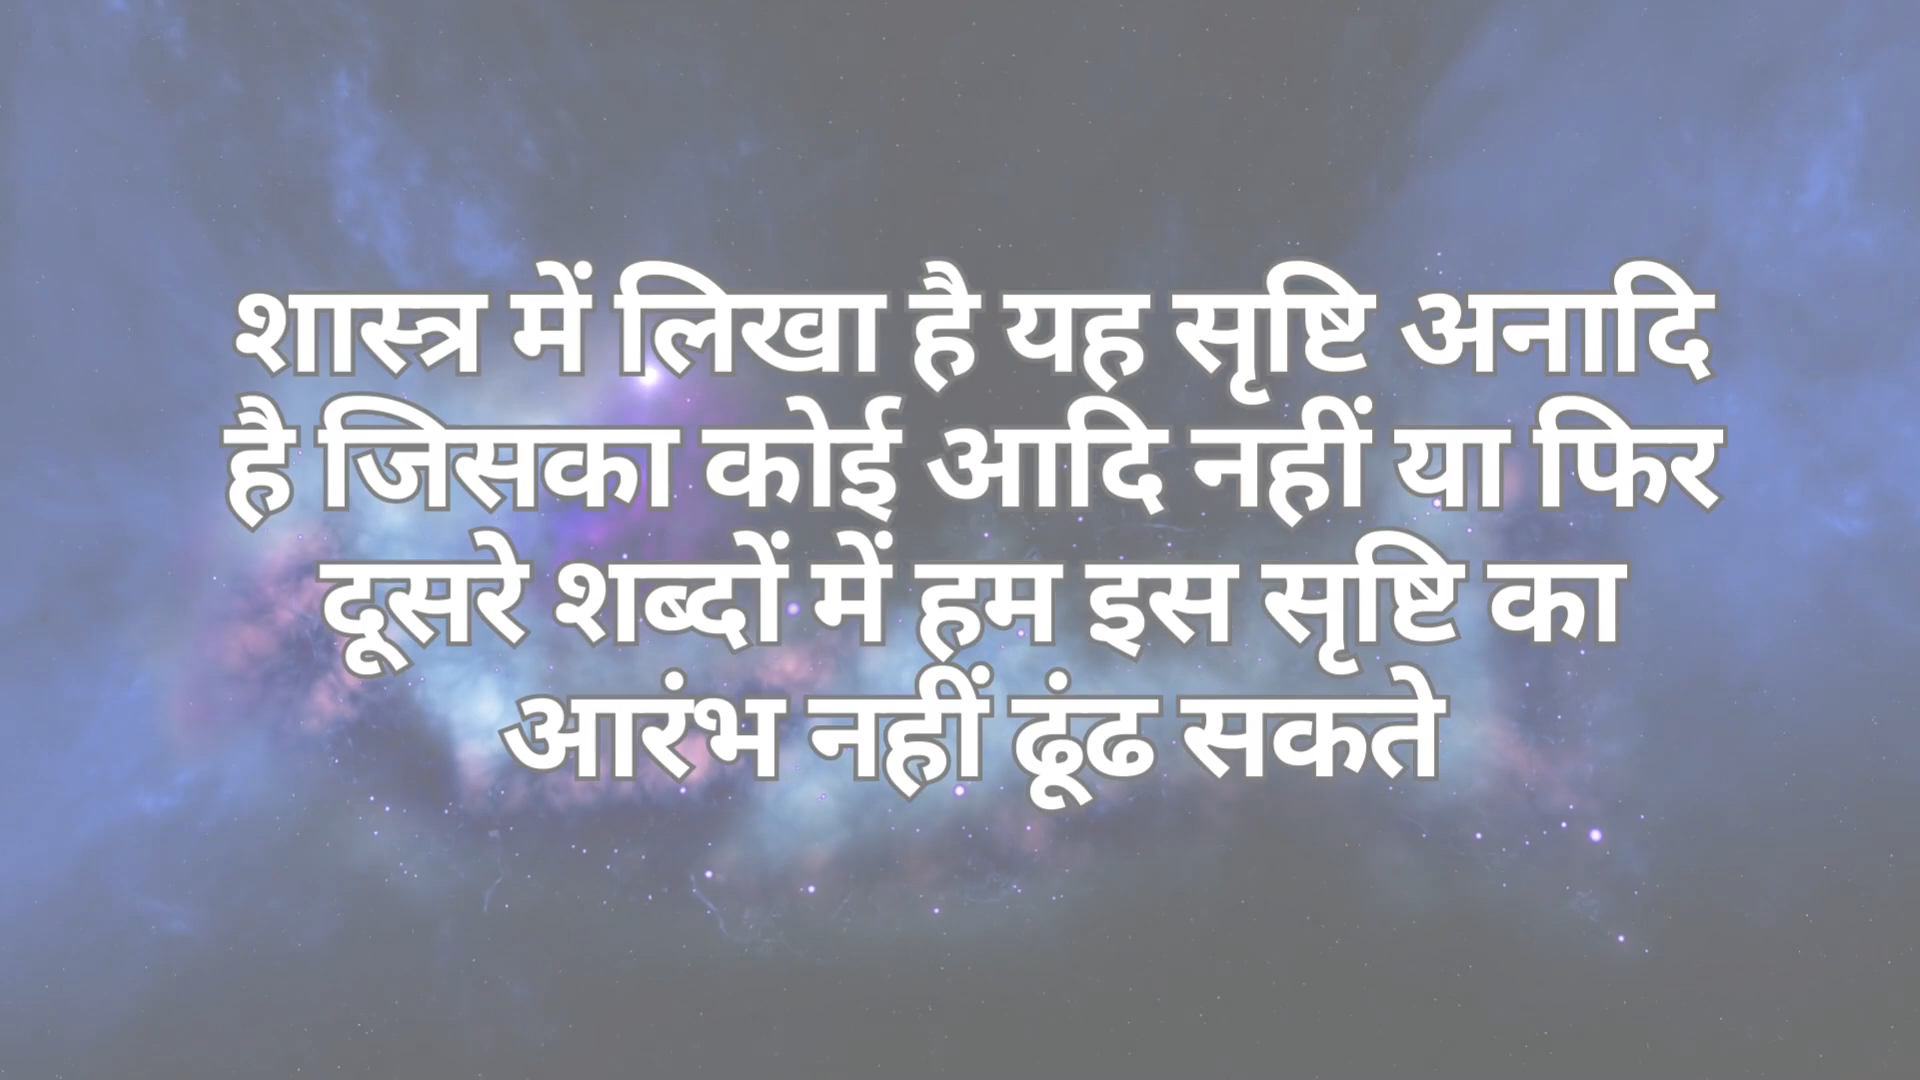 शास्त्र में लिखा है यह सृष्टि अनादि
है जिसका कोई आदि नहीं या फिर
दूसरे शब्दों में हम इस सृष्टि का
आरंभ नहीं ढूंढ सकते